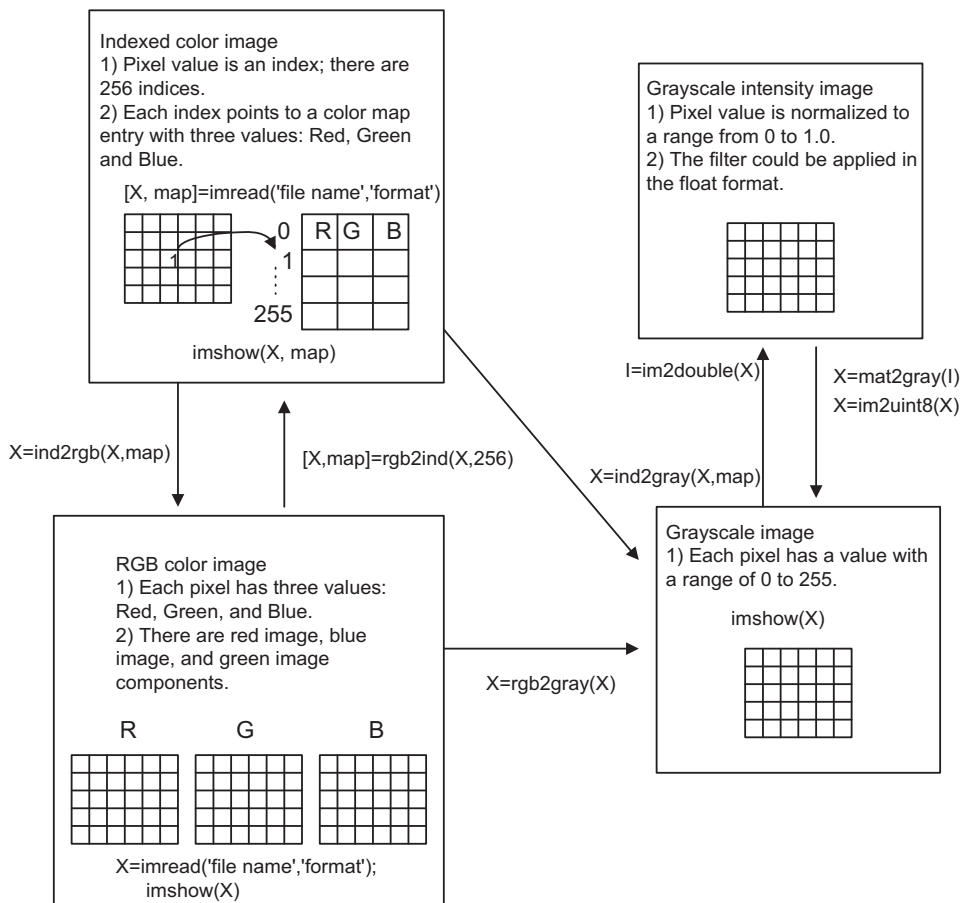 Indexed color image
1) Pixel value is an index; there are
256 indices.
2) Each index points to a color map
entry with three values: Red, Green
and Blue.
[X, map]=imread('file name','format')
0 R G B
1 1
255
imshow(X, map)
Grayscale intensity image
1) Pixel value is normalized to
a range from 0 to 1.0.
2) The filter could be applied in
the float format.
I=im2double(X)
X=mat2gray(I)
X=im2uint8(X)
X=ind2rgb(X,map)
[X,map]=rgb2ind(X,256)
X=ind2gray(X,map)
RGB color image
1) Each pixel has three values:
Red, Green, and Blue.
2) There are red image, blue
image, and green image
components.
R G B
X=imread('file name','format');
imshow(X)
X=rgb2gray(X)
Grayscale image
1) Each pixel has a value with
a range of 0 to 255.
imshow(X)